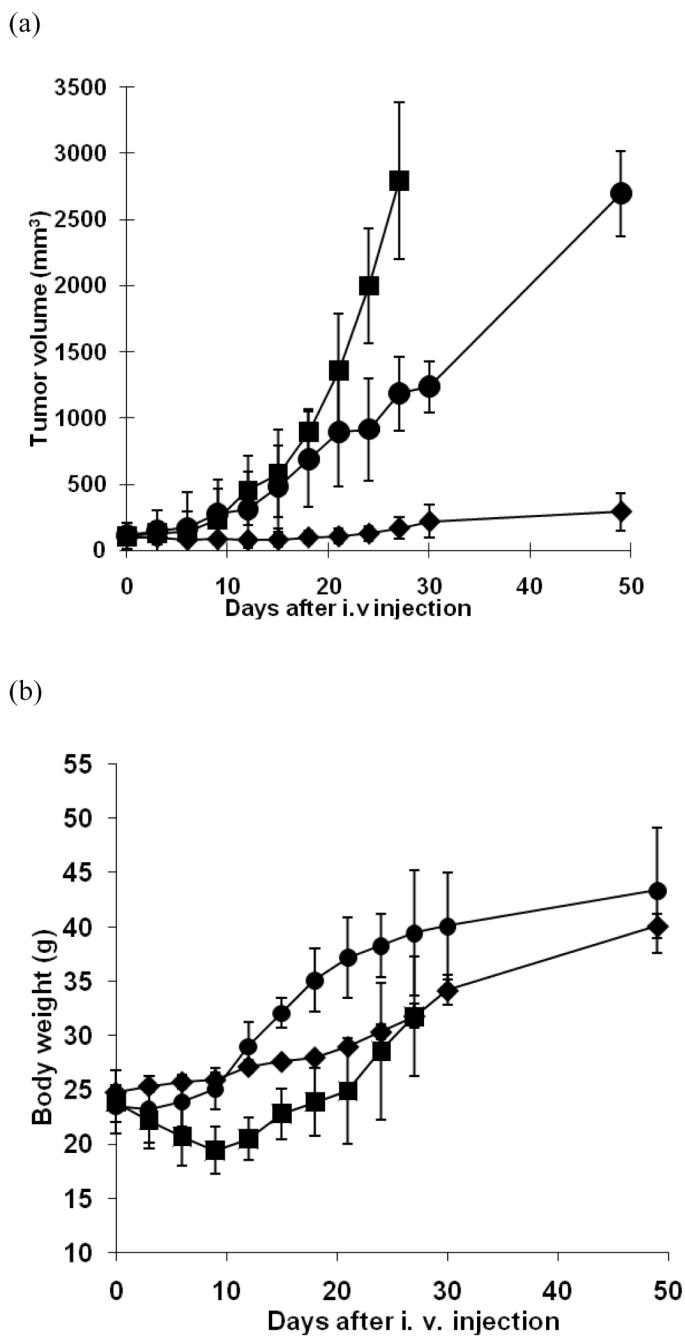 (a)
3500
3000
2500
2000
1500
1000
500
0
Tumor volume (mm³)
0 10 20 30 40 50
Days after i.v injection
(b)
55
50
45
40
35
30
25
20
15
10
Body weight (g)
0 10 20 30 40 50
Days after i. v. injection